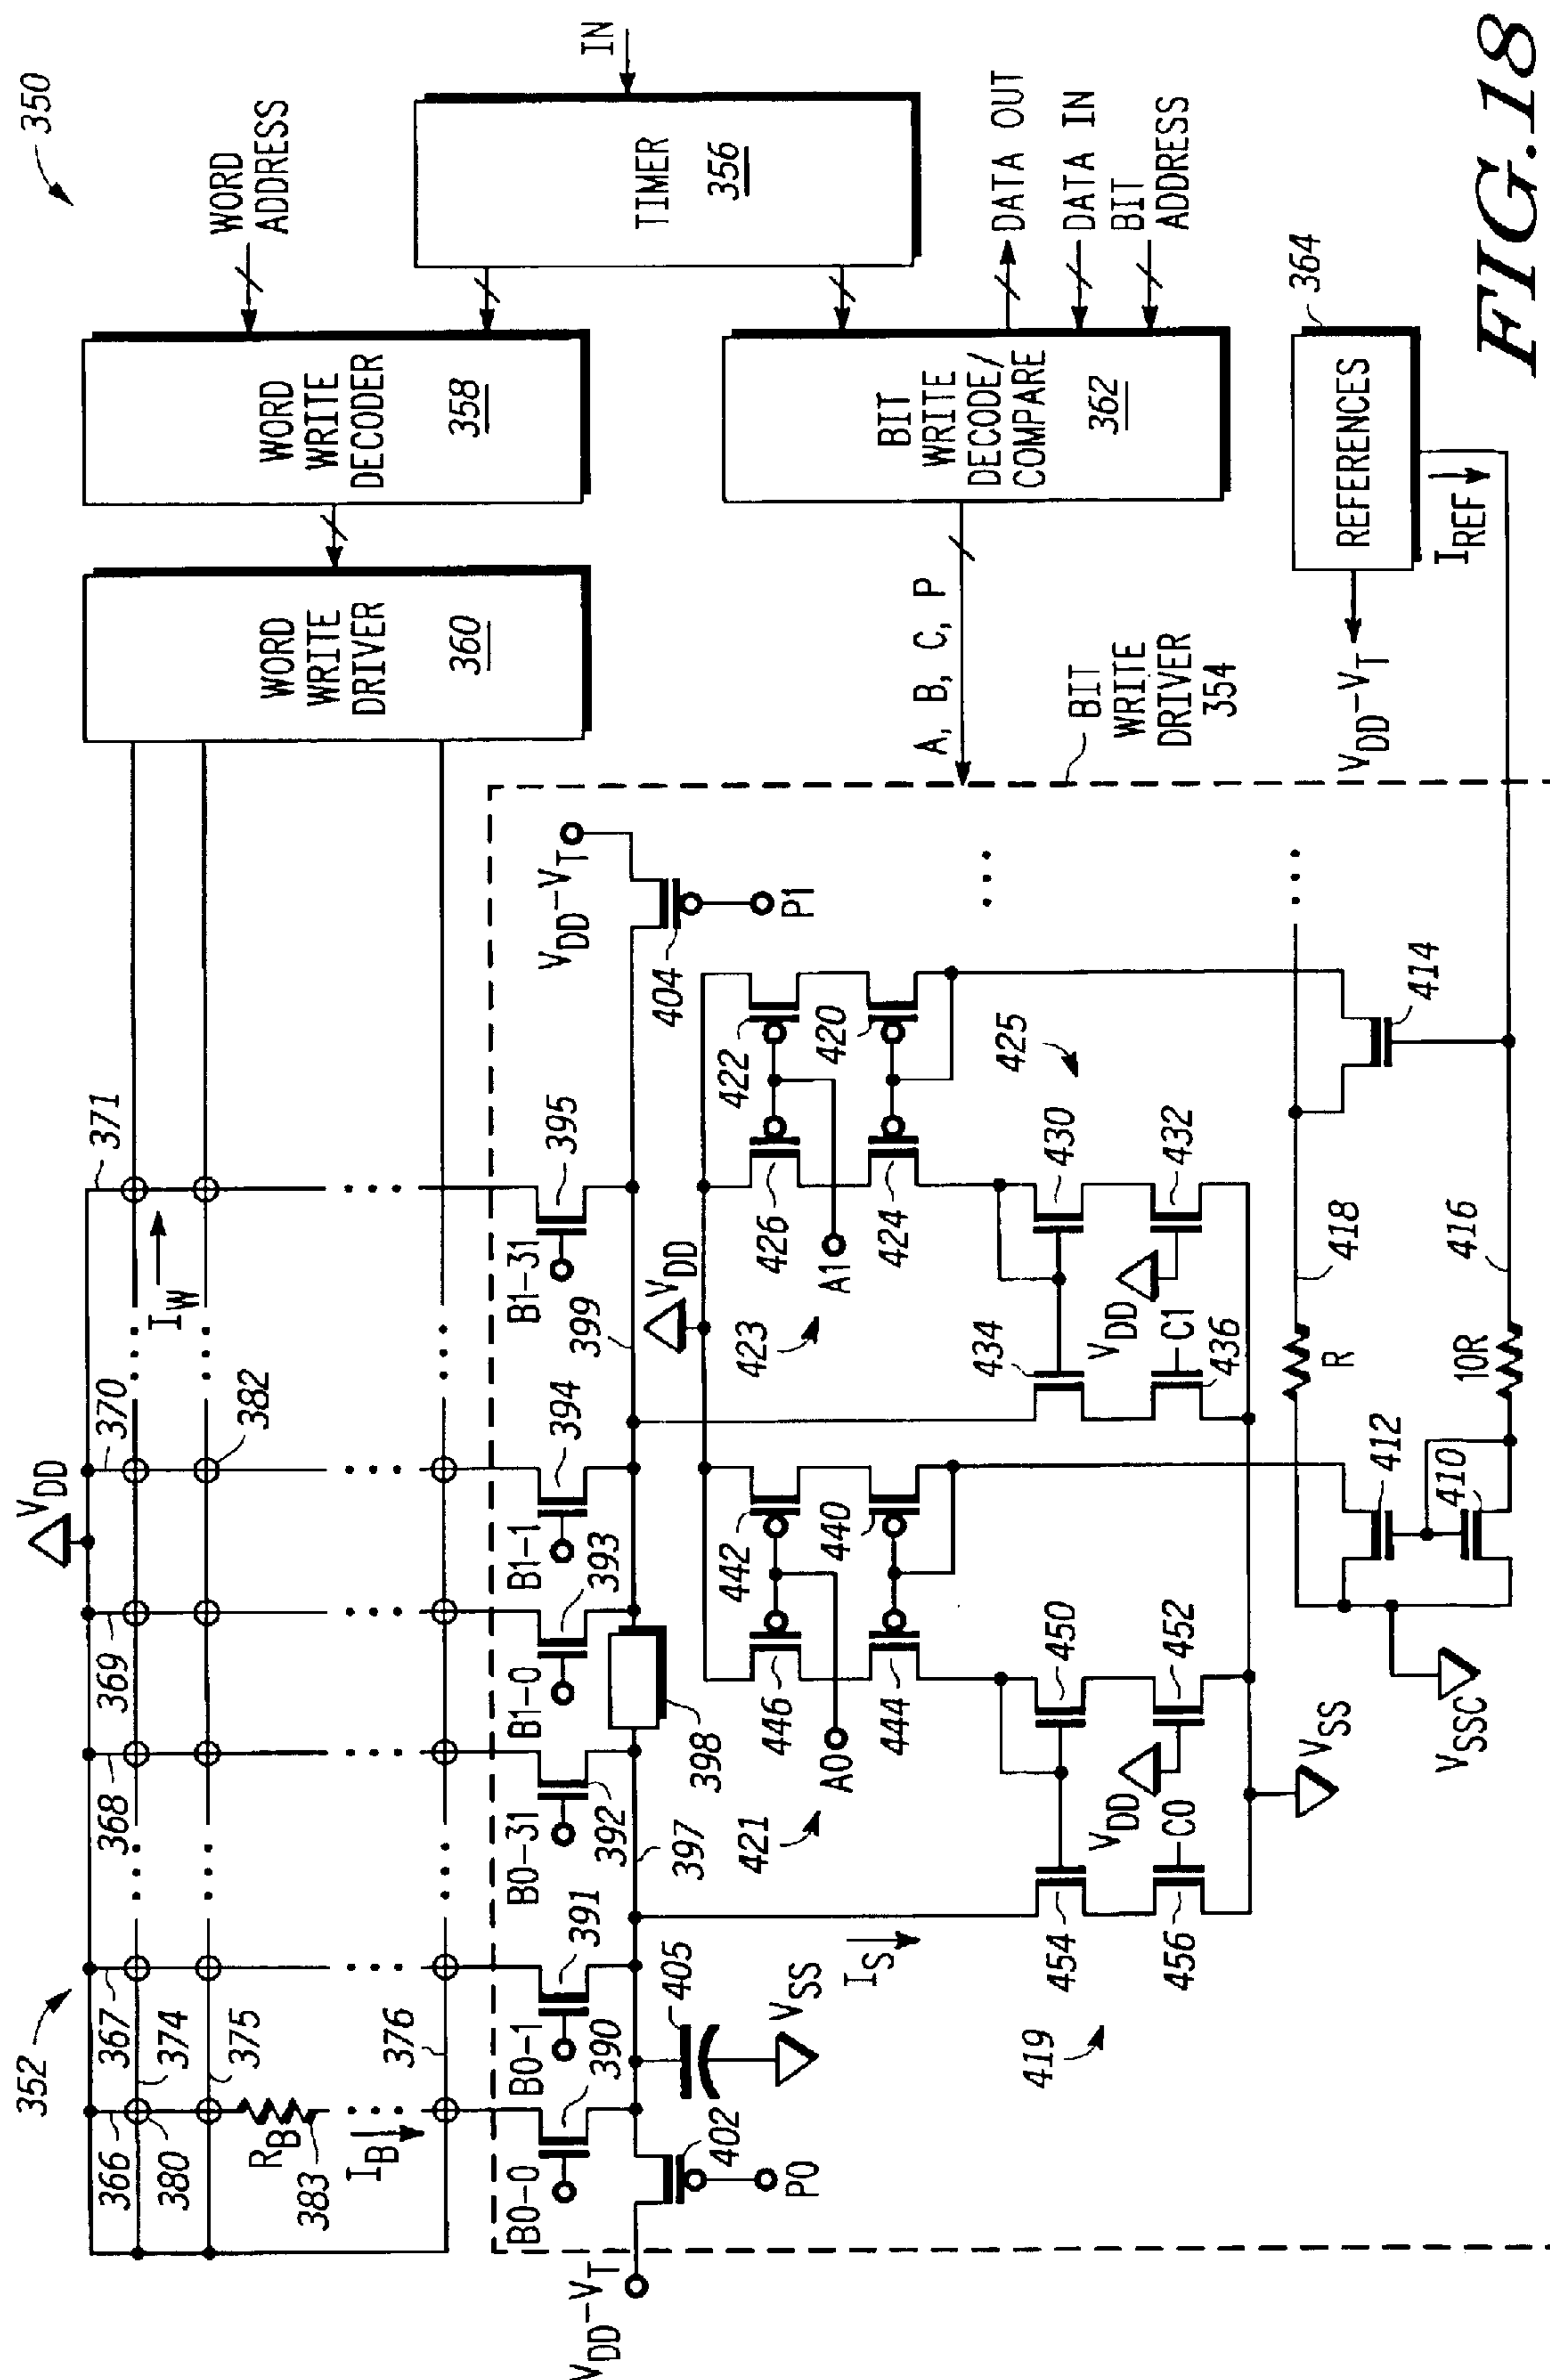 350
352
VDD
366
367
368
369
370
371
380
374
375
RB
383
IB
376
382
IW
WORD
WRITE
DRIVER
360
WORD
WRITE
DECODER
358
WORD
ADDRESS
TIMER
356
IN
BIT
WRITE
DECODE/
COMPARE
362
DATA OUT
DATA IN
BIT
ADDRESS
A, B, C, P
BIT
WRITE
DRIVER
354
B0-0
390
B0-1
391
B0-31
392
B1-0
393
B1-1
394
B1-31
395
VDD-VT
402
P0
405
VSS
397
398
399
404
P1
VDD-VT
IS
419
421
A0
446
442
444
440
450
454
VDD
452
C0
456
VSS
VDD
423
426
422
A1
424
420
425
430
434
VDD
432
C1
436
418
R
416
10R
412
410
414
VSSC
REFERENCES
364
VDD-VT
IREF
FIG.18